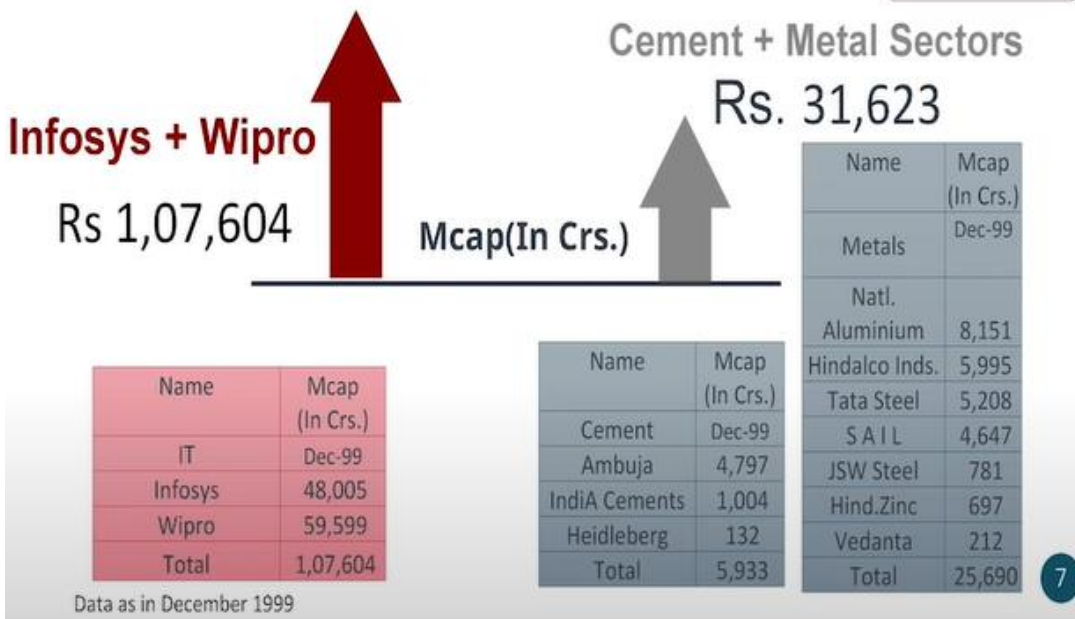 Cement + Metal Sectors
Rs. 31,623
Infosys + Wipro
Rs 1,07,604
Mcap(In Crs.)
Name Mcap
(In Crs.)
IT Dec-99
Infosys 48,005
Wipro 59,599
Total 1,07,604
Data as in December 1999
Name Mcap
(In Crs.)
Cement Dec-99
Ambuja 4,797
IndiA Cements 1,004
Heidleberg 132
Total 5,933
Name Mcap
(In Crs.)
Metals Dec-99
Natl.
Aluminium 8,151
Hindalco Inds. 5,995
Tata Steel 5,208
S A I L 4,647
JSW Steel 781
Hind.Zinc 697
Vedanta 212
Total 25,690
7